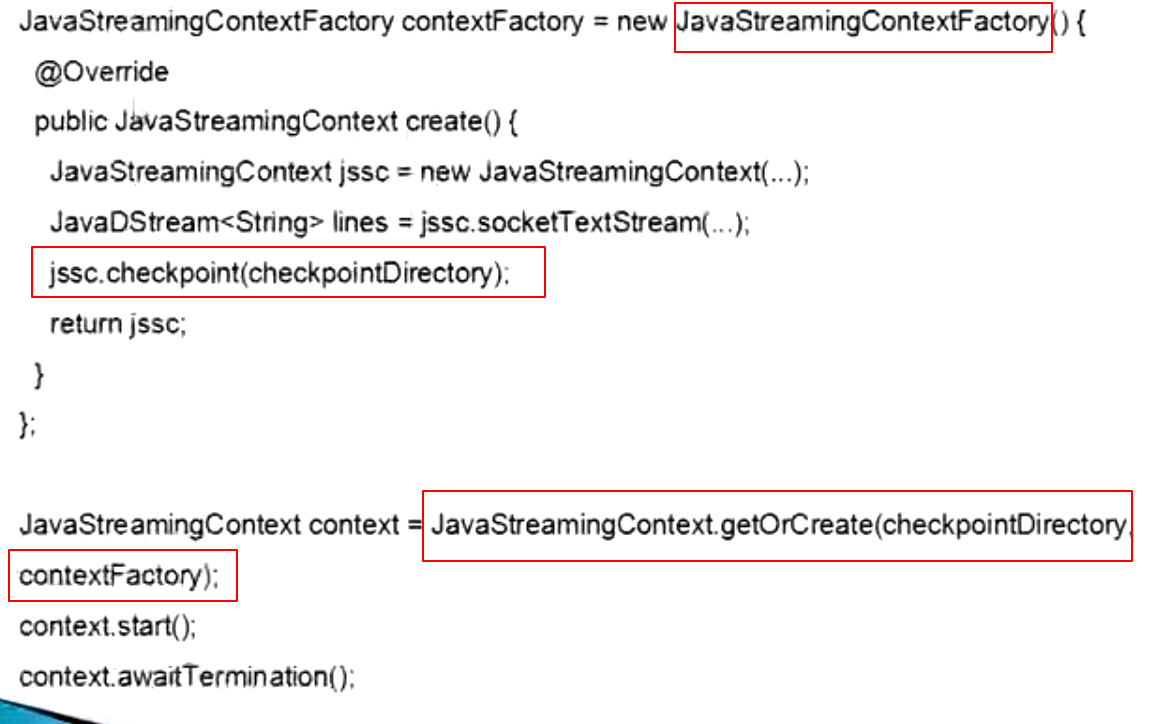 JavaStreamingContextFactory contextFactory = new JavaStreamingContextFactory() {
@Override
public JavaStreamingContext create() {
JavaStreamingContext jssc = new JavaStreamingContext(...);
JavaDStream<String> lines = jssc.socketTextStream(...);
jssc.checkpoint(checkpointDirectory);
return jssc;
}
};
JavaStreamingContext context = JavaStreamingContext.getOrCreate(checkpointDirectory,
contextFactory);
context.start();
context.awaitTermination();